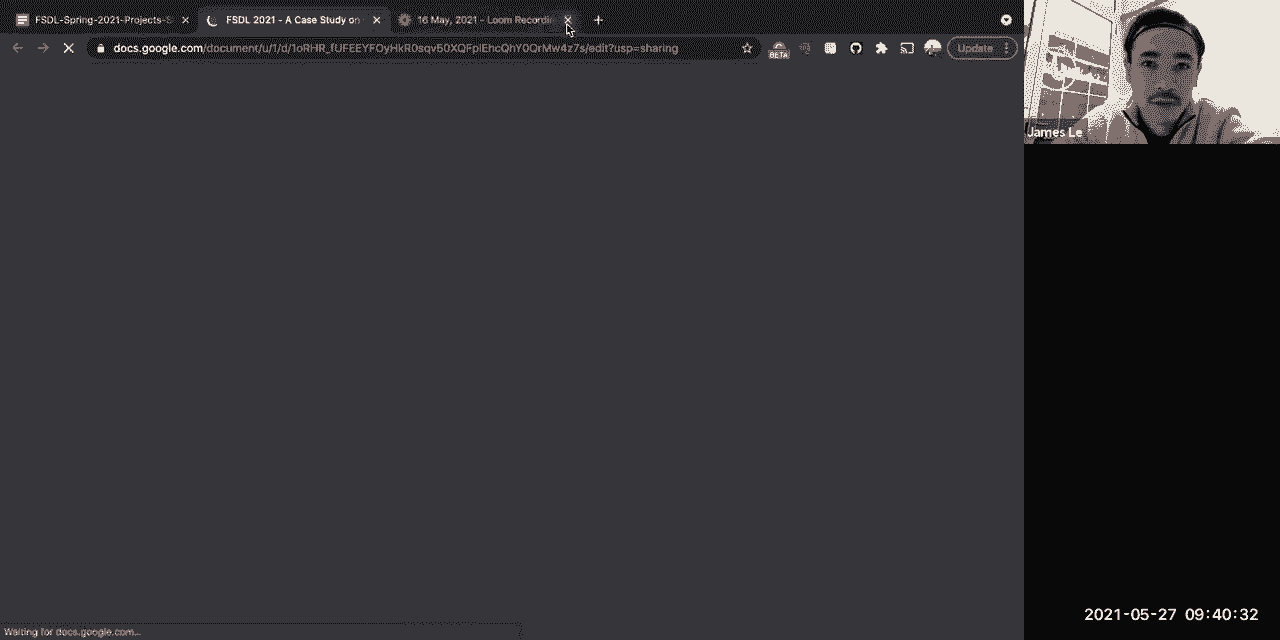 FSDL-Spring-2021-Projects-S
FSDL 2021 - A Case Study on
16 May, 2021 - Loom Recordi
docs.google.com/document/u/1/d/1oRHR_fUFEEYFOyHkR0sqv50XQFplEhcQhY0QrMw4z7s/edit?usp=sharing
BETA
Update
James Le
2021-05-27 09:40:32
Waiting for docs.google.com...